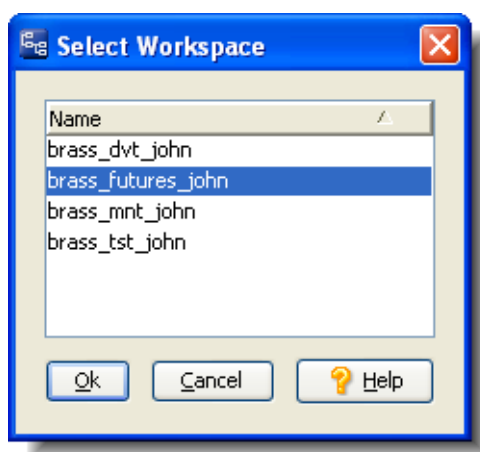 Select Workspace
Name
brass_dvt_john
brass_futures_john
brass_mnt_john
brass_tst_john
Ok Cancel Help